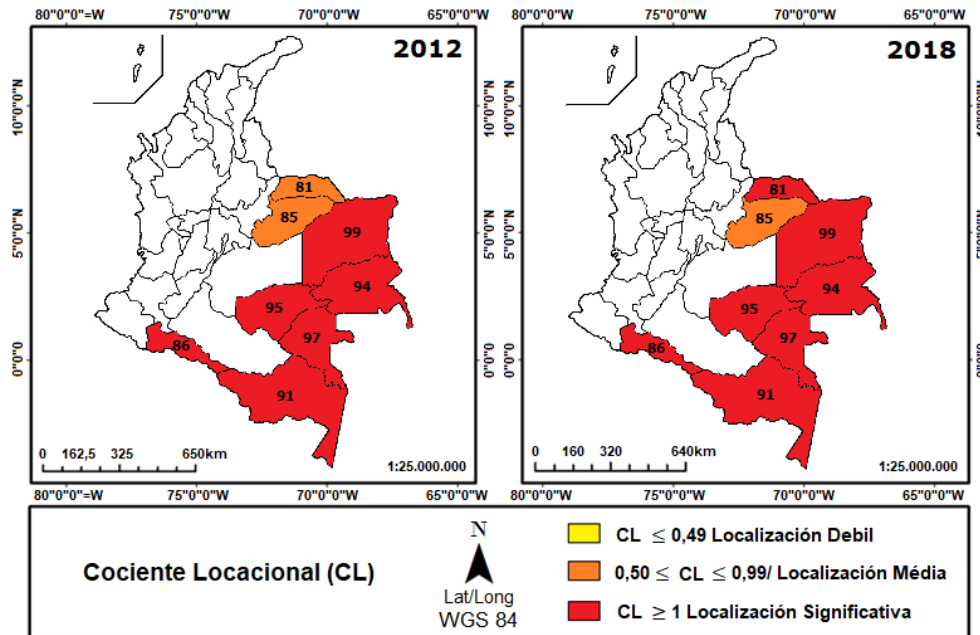 75°0"0"W 70°0"0"W 65°0"0"W 75°0"0"W 70°0"0"W 65°0"0"W
2012
2018
10°0"0"N
5°0"0"N
0°0"0"
81
85
99
94
95
97
86
91
0 162,5 325 650km
1:25.000.000
80°0"0"=W 75°0"0"W 70°0"0"W 65°0"0"W
10°0"0"N
5°0"0"N
0°0"0"
81
85
99
94
95
97
86
91
0 160 320 640km
1:25.000.000
80°0"0"W 75°0"0"W 70°0"0"W 65°0"0"W
Cociente Locacional (CL)
N
Lat/Long
WGS 84
CL ≤ 0,49 Localización Debil
0,50 ≤ CL ≤ 0,99/ Localización Média
CL ≥ 1 Localización Significativa